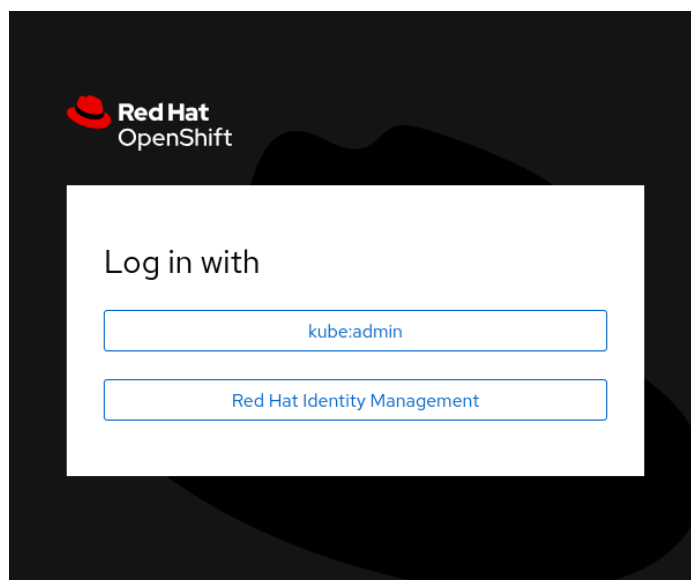 Red Hat
OpenShift
Log in with
kube:admin
Red Hat Identity Management